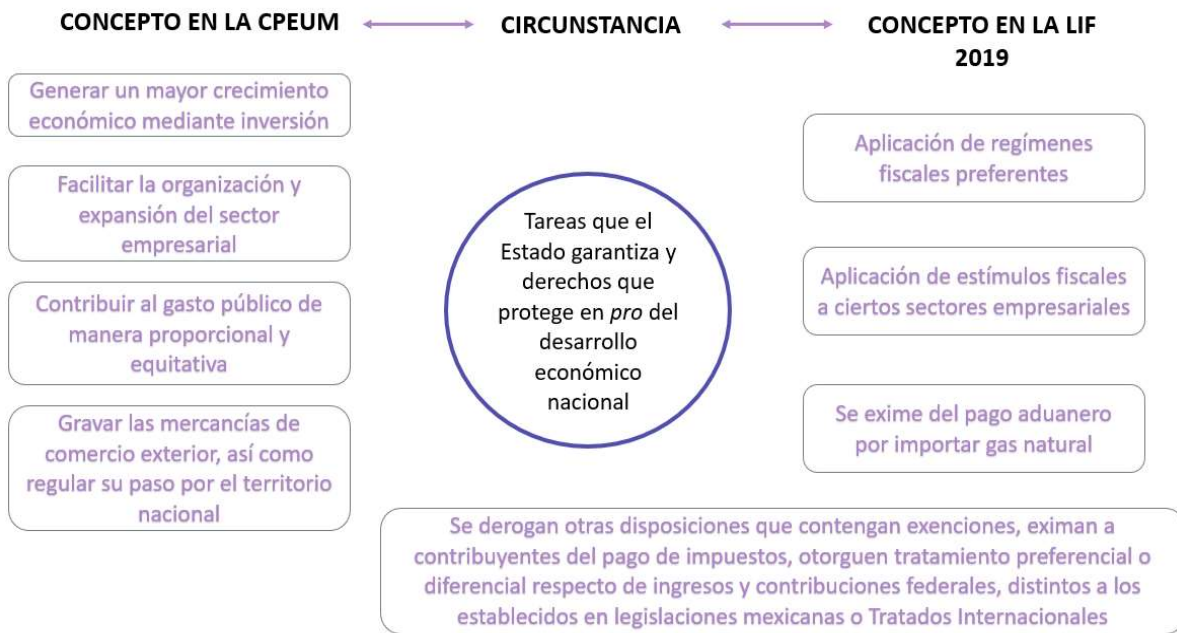 CONCEPTO EN LA CPEUM
CIRCUNSTANCIA
CONCEPTO EN LA LIF
2019
Generar un mayor crecimiento
económico mediante inversión
Facilitar la organización y
expansión del sector
empresarial
Contribuir al gasto público de
manera proporcional y
equitativa
Gravar las mercancías de
comercio exterior, así como
regular su paso por el territorio
nacional
Tareas que el
Estado garantiza y
derechos que
protege en pro del
desarrollo
económico
nacional
Aplicación de regímenes
fiscales preferentes
Aplicación de estímulos fiscales
a ciertos sectores empresariales
Se exime del pago aduanero
por importar gas natural
Se derogan otras disposiciones que contengan exenciones, eximan a
contribuyentes del pago de impuestos, otorguen tratamiento preferencial o
diferencial respecto de ingresos y contribuciones federales, distintos a los
establecidos en legislaciones mexicanas o Tratados Internacionales